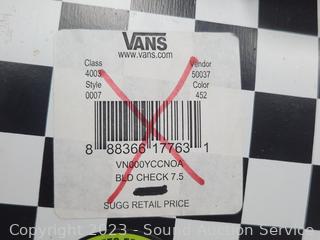 VANS
www.vans.com
Class Vendor
4003 50037
Style Color
0007 452
8 88366 17763 1
VN000YCCNOA
BLD CHECK 7.5
SUGG RETAIL PRICE
Copyright 2023 - Sound Auction Service